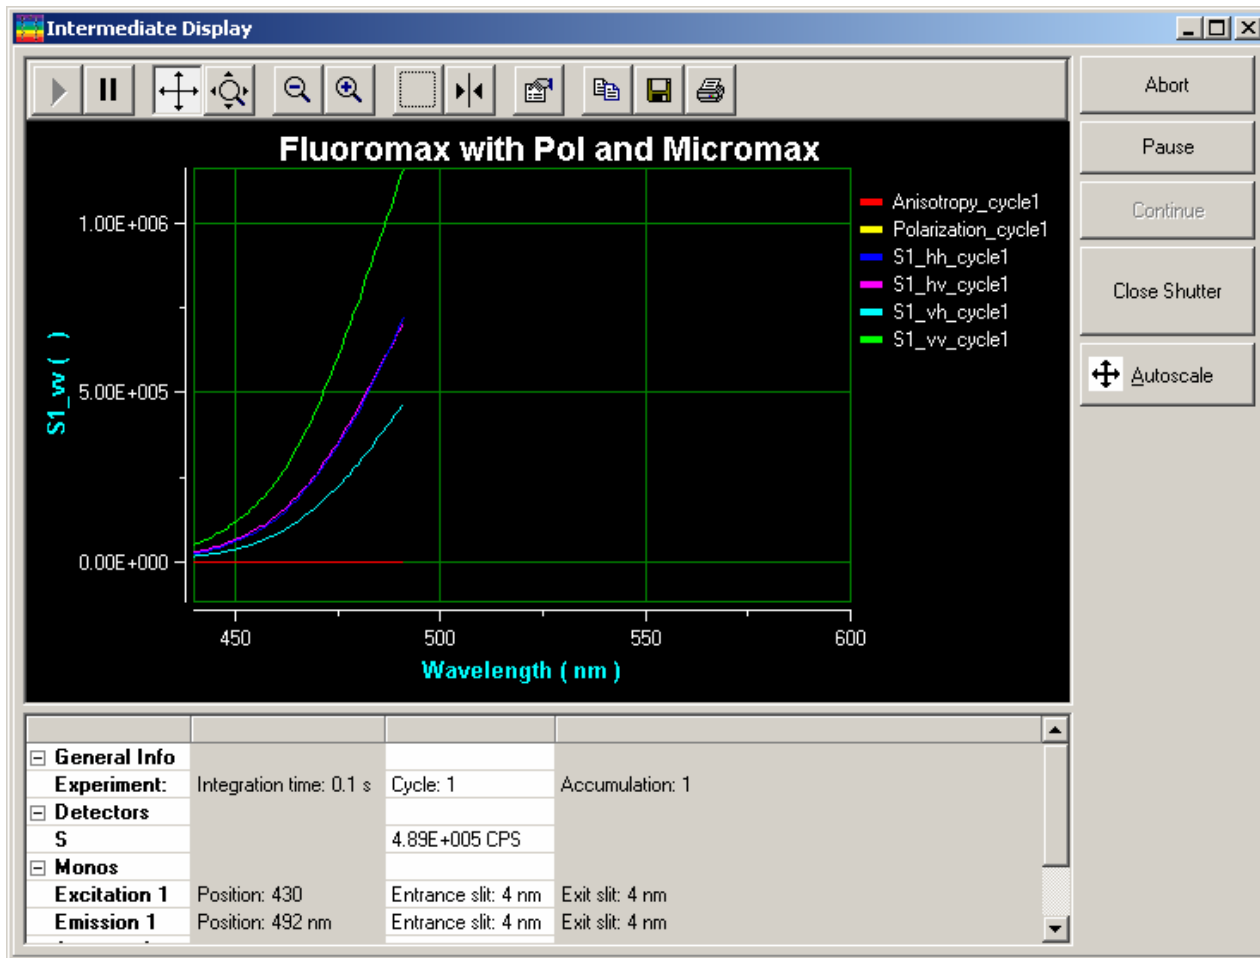 Intermediate Display
Abort
Pause
Continue
Close Shutter
Autoscale
Fluoromax with Pol and Micromax
Anisotropy_cycle1
Polarization_cycle1
S1_hh_cycle1
S1_hv_cycle1
S1_vh_cycle1
S1_vv_cycle1
S1_vv ( )
1.00E+006
5.00E+005
0.00E+000
450 500 550 600
Wavelength ( nm )
General Info
Experiment: Integration time: 0.1 s Cycle: 1 Accumulation: 1
Detectors
S 4.89E+005 CPS
Monos
Excitation 1 Position: 430 Entrance slit: 4 nm Exit slit: 4 nm
Emission 1 Position: 492 nm Entrance slit: 4 nm Exit slit: 4 nm